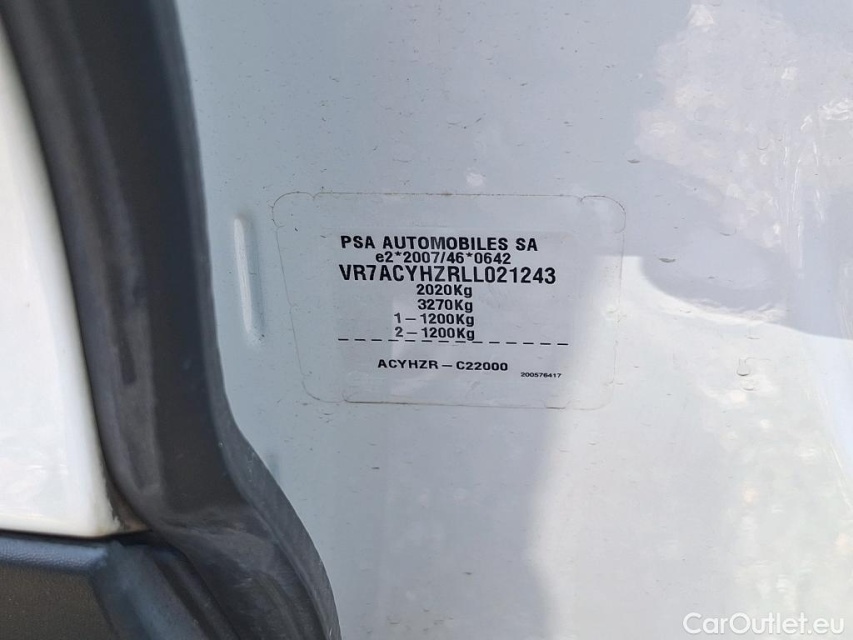 PSA AUTOMOBILES SA
e2*2007/46*0642
VR7ACYHZRLL021243
2020Kg
3270Kg
1-1200Kg
2-1200Kg
ACYHZR-C22000
200576417
CarOutlet.eu